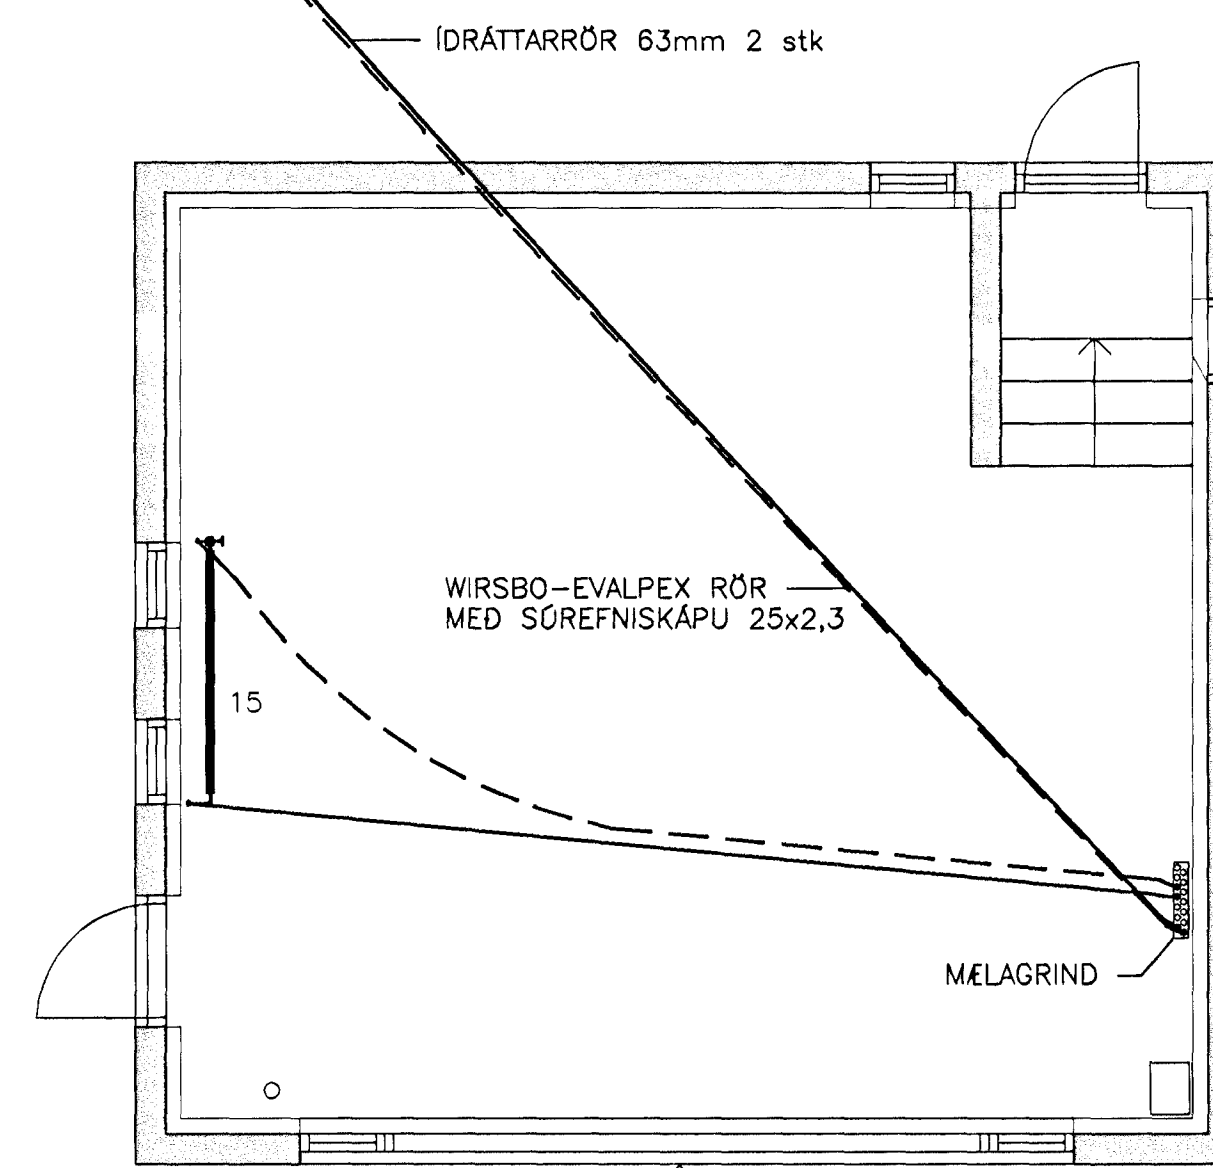 ÍDRÁTTARRÖR 63mm 2 stk
WIRSBO-EVALPEX RÖR
MEÐ SÚREFNISKÁPU 25x2,3
15
MÆLAGRIND